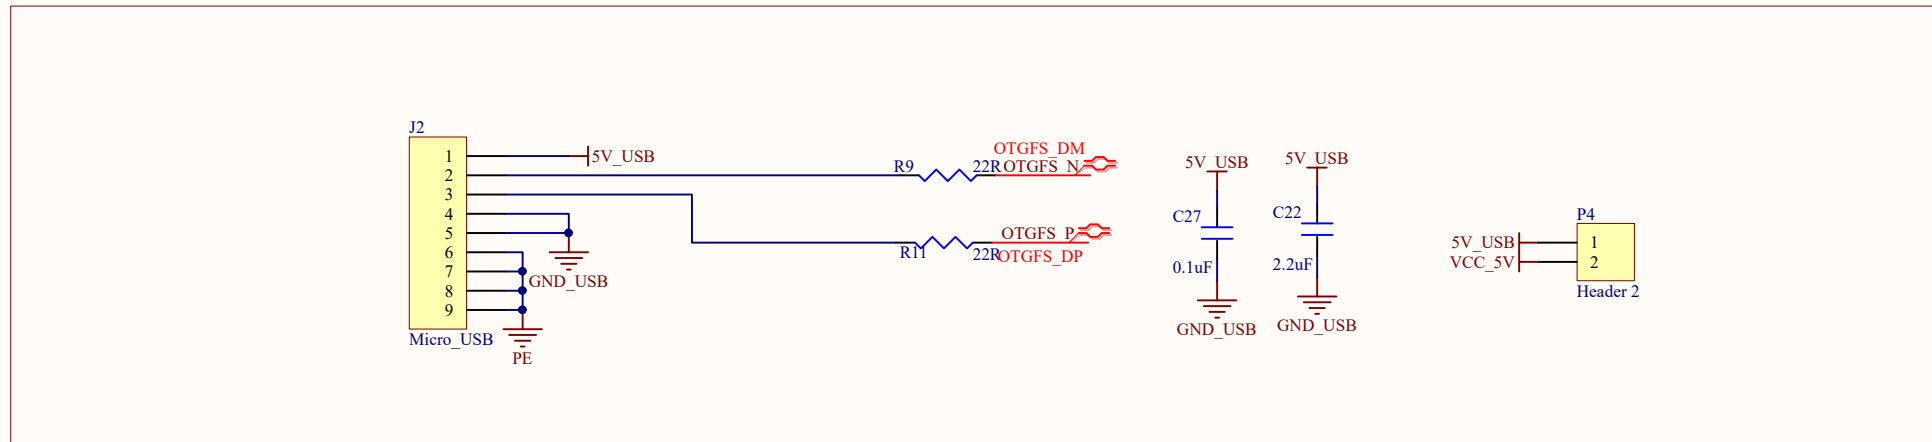 J2
1
2
3
4
5
6
7
8
9
Micro_USB
5V_USB
GND_USB
PE
R9
22R
OTGFS_DM
OTGFS_N
R11
22R
OTGFS_P
OTGFS_DP
5V_USB
C27
0.1uF
GND_USB
5V_USB
C22
2.2uF
GND_USB
P4
5V_USB
1
VCC_5V
2
Header 2